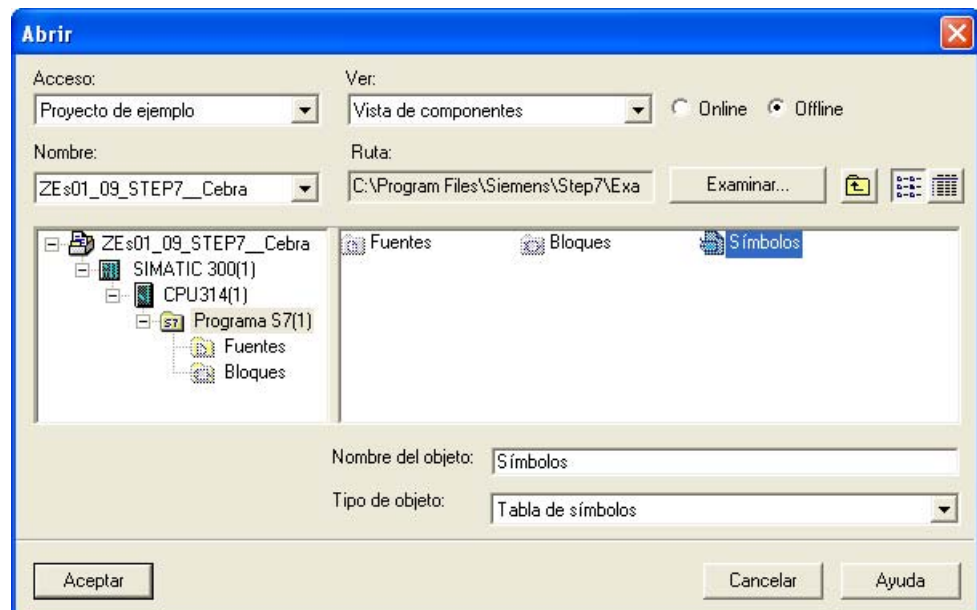 Abrir
Acceso:
Ver:
Proyecto de ejemplo
Vista de componentes
Online
Offline
Nombre:
Ruta:
ZEs01_09_STEP7__Cebra
C:\Program Files\Siemens\Step7\Exa
Examinar...
ZEs01_09_STEP7__Cebra
SIMATIC 300(1)
CPU314(1)
S7 Programa S7(1)
Fuentes
Bloques
Fuentes
Bloques
Símbolos
Nombre del objeto:
Símbolos
Tipo de objeto:
Tabla de símbolos
Aceptar
Cancelar
Ayuda